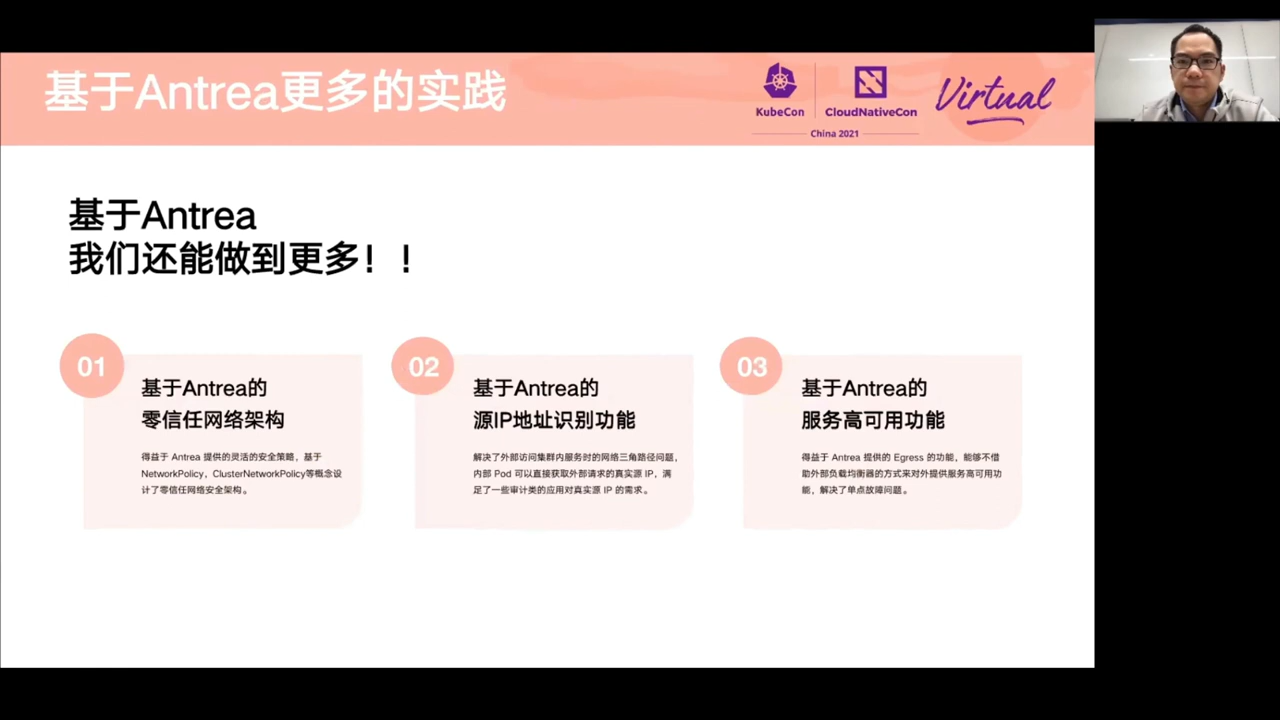 基于Antrea更多的实践
KubeCon
CloudNativeCon
China 2021
Virtual
基于Antrea
我们还能做到更多！！
01
基于Antrea的
零信任网络架构
得益于 Antrea 提供的灵活的安全策略，基于
NetworkPolicy，ClusterNetworkPolicy等概念设
计了零信任网络安全架构。
02
基于Antrea的
源IP地址识别功能
解决了外部访问集群内服务时的网络三角路径问题，
内部 Pod 可以直接获取外部请求的真实源 IP，满
足了一些审计类的应用对真实源 IP 的需求。
03
基于Antrea的
服务高可用功能
得益于 Antrea 提供的 Egress 的功能，能够不借
助外部负载均衡器的方式来对外提供服务高可用功
能，解决了单点故障问题。